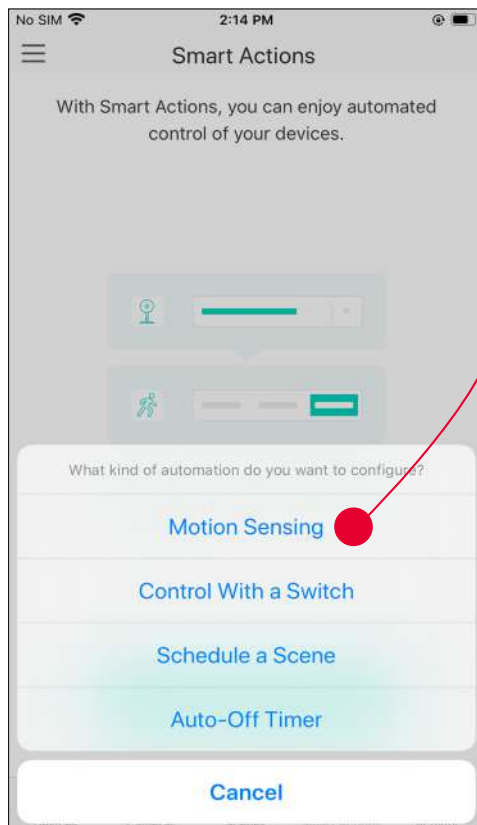 No SIM 2:14 PM
Smart Actions
With Smart Actions, you can enjoy automated
control of your devices.
What kind of automation do you want to configure?
Motion Sensing
Control With a Switch
Schedule a Scene
Auto-Off Timer
Cancel